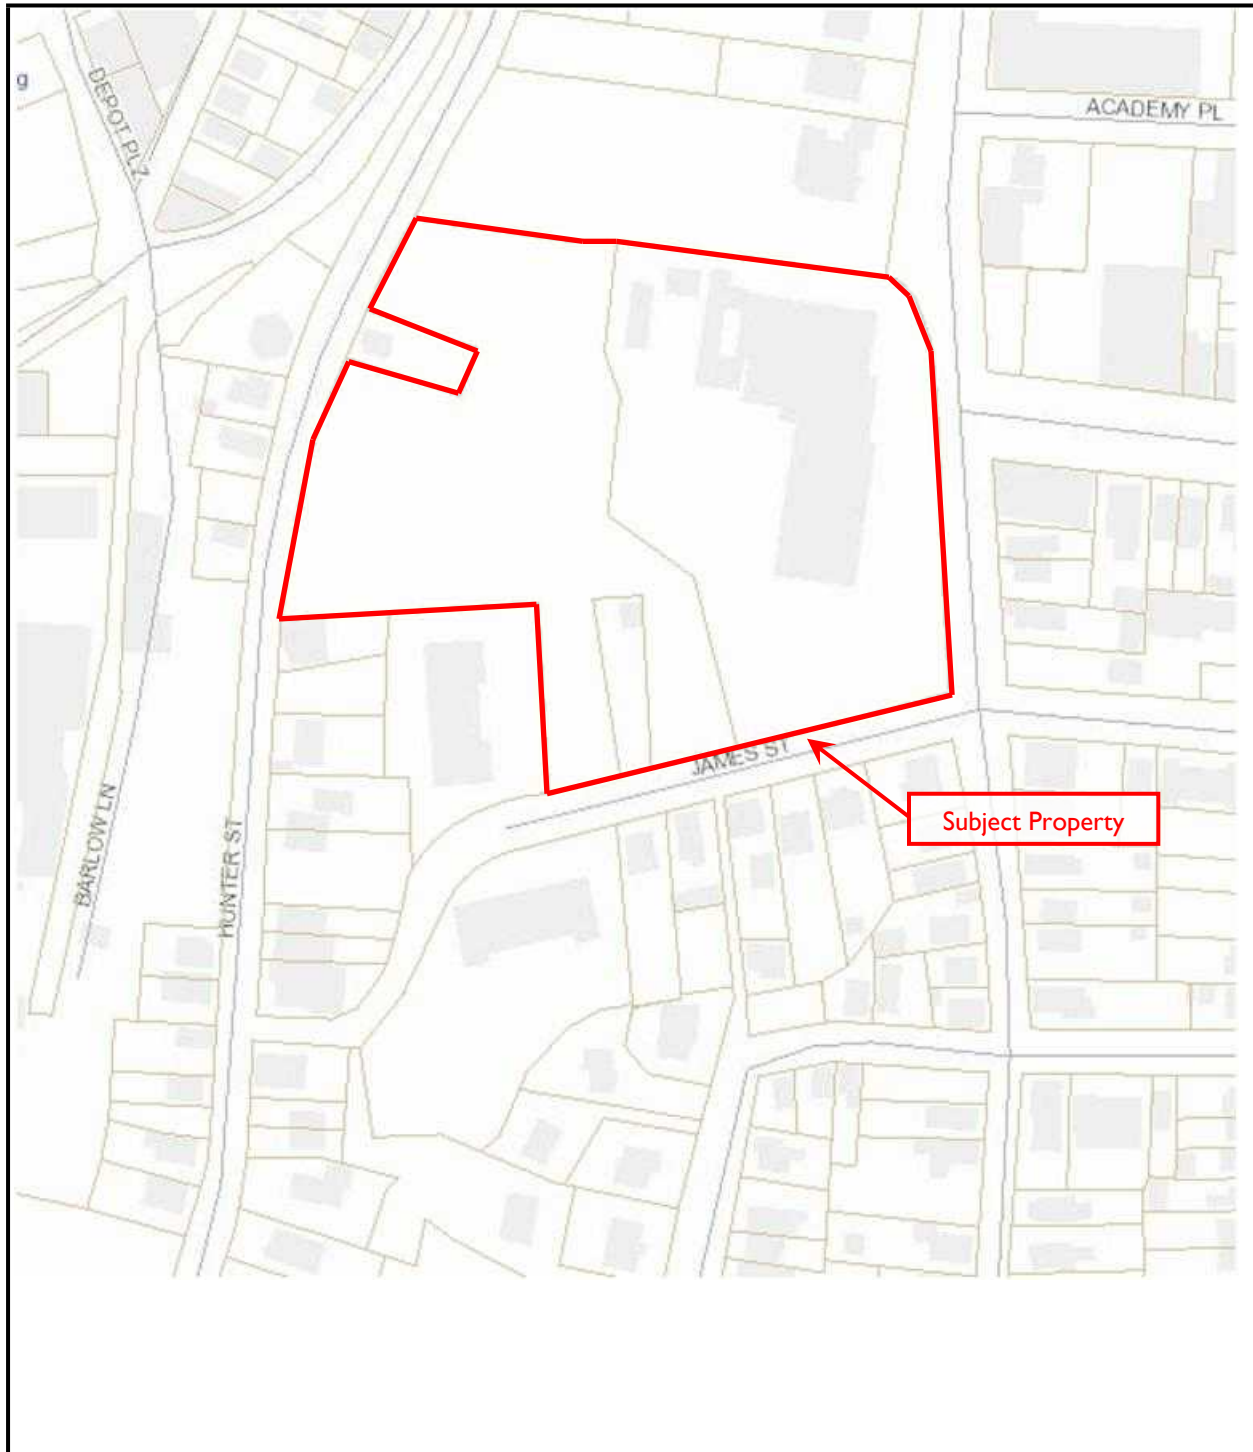 g
DEPOT PLZ
ACADEMY PL
JAMES ST
Subject Property
BARLOW LN
HUNTER ST